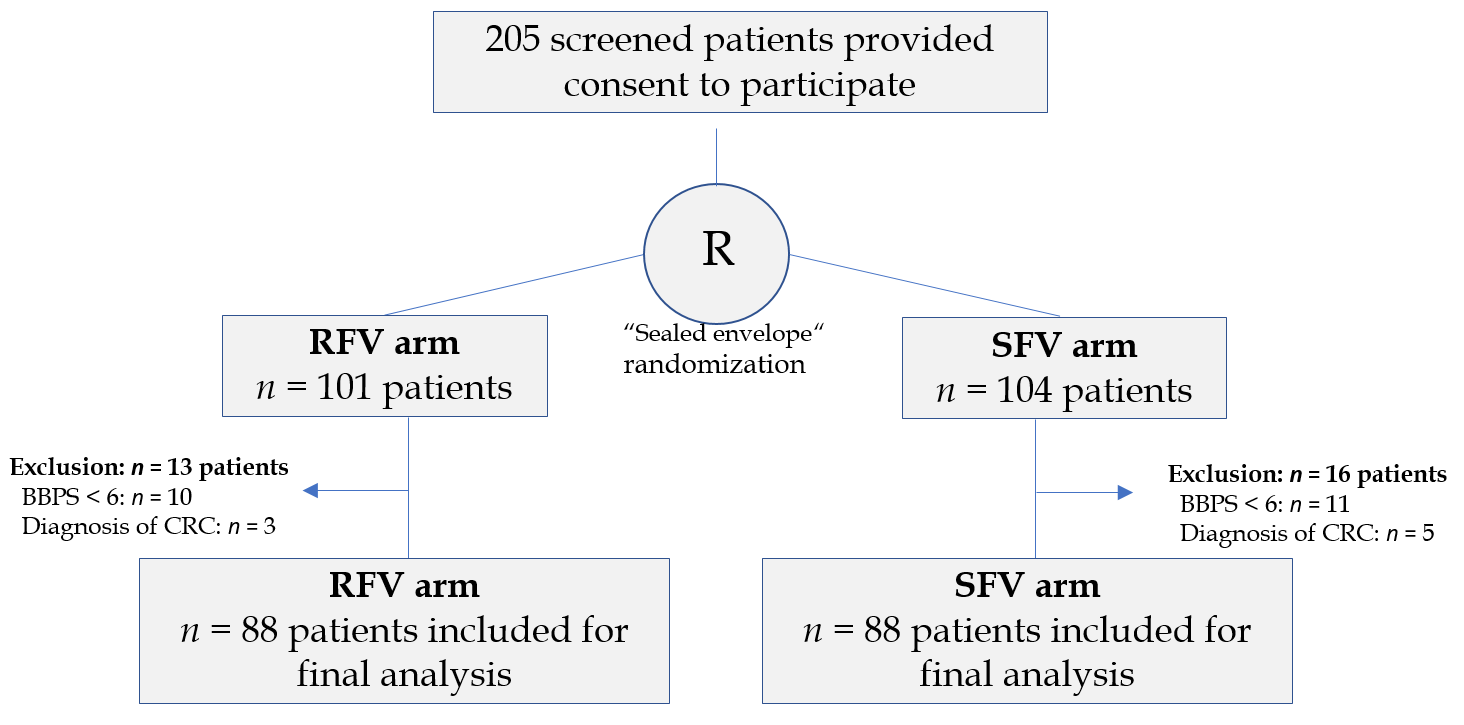 205 screened patients provided
consent to participate
R
“Sealed envelope“
randomization
RFV arm
n = 101 patients
SFV arm
n = 104 patients
Exclusion: n = 13 patients
BBPS < 6: n = 10
Diagnosis of CRC: n = 3
Exclusion: n = 16 patients
BBPS < 6: n = 11
Diagnosis of CRC: n = 5
RFV arm
n = 88 patients included for
final analysis
SFV arm
n = 88 patients included for
final analysis